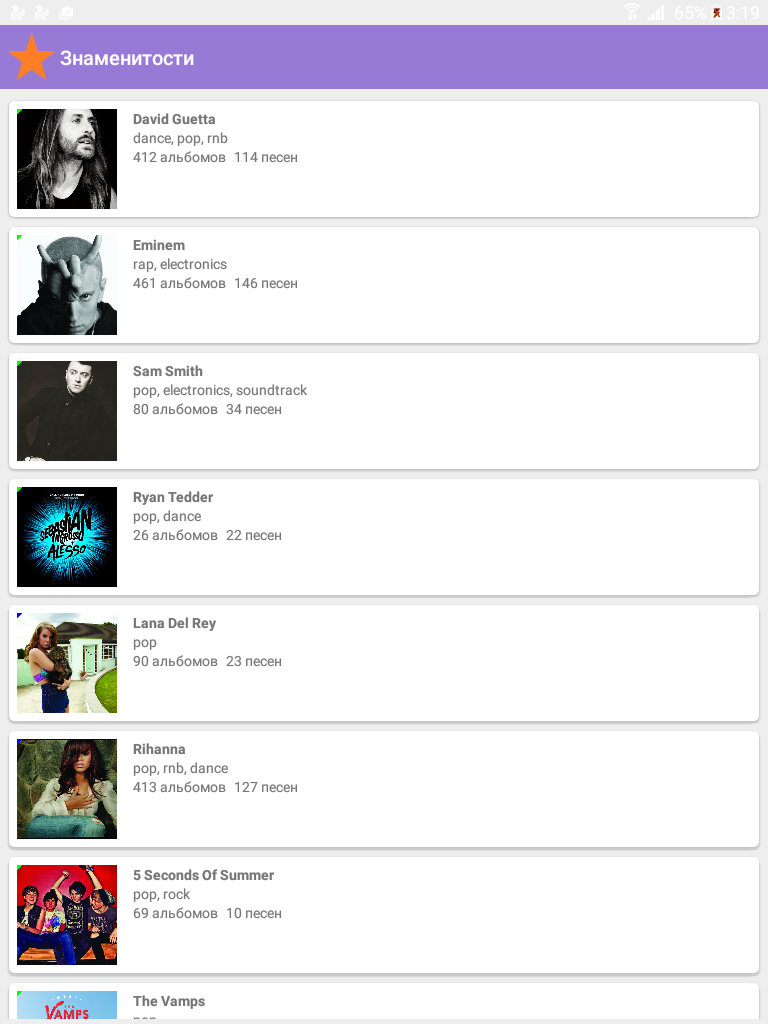 65% 3:19
Знаменитости
David Guetta
dance, pop, rnb
412 альбомов 114 песен
Eminem
rap, electronics
461 альбомов 146 песен
Sam Smith
pop, electronics, soundtrack
80 альбомов 34 песен
SEBASTIAN
INGROSSO
ALESSO
Ryan Tedder
pop, dance
26 альбомов 22 песен
Lana Del Rey
pop
90 альбомов 23 песен
Rihanna
pop, rnb, dance
413 альбомов 127 песен
5 Seconds Of Summer
pop, rock
69 альбомов 10 песен
VAMPS
The Vamps
pop